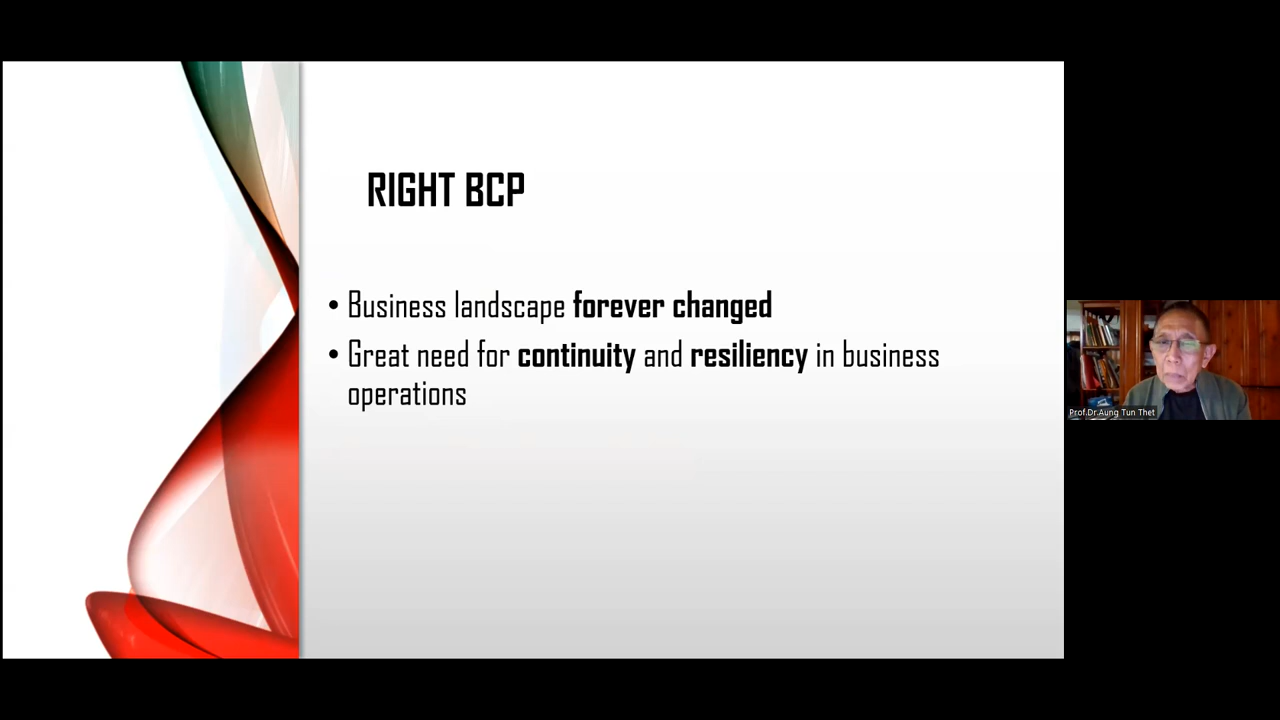 RIGHT BCP
• Business landscape forever changed
• Great need for continuity and resiliency in business
operations
Prof.Dr.Aung Tun Thet